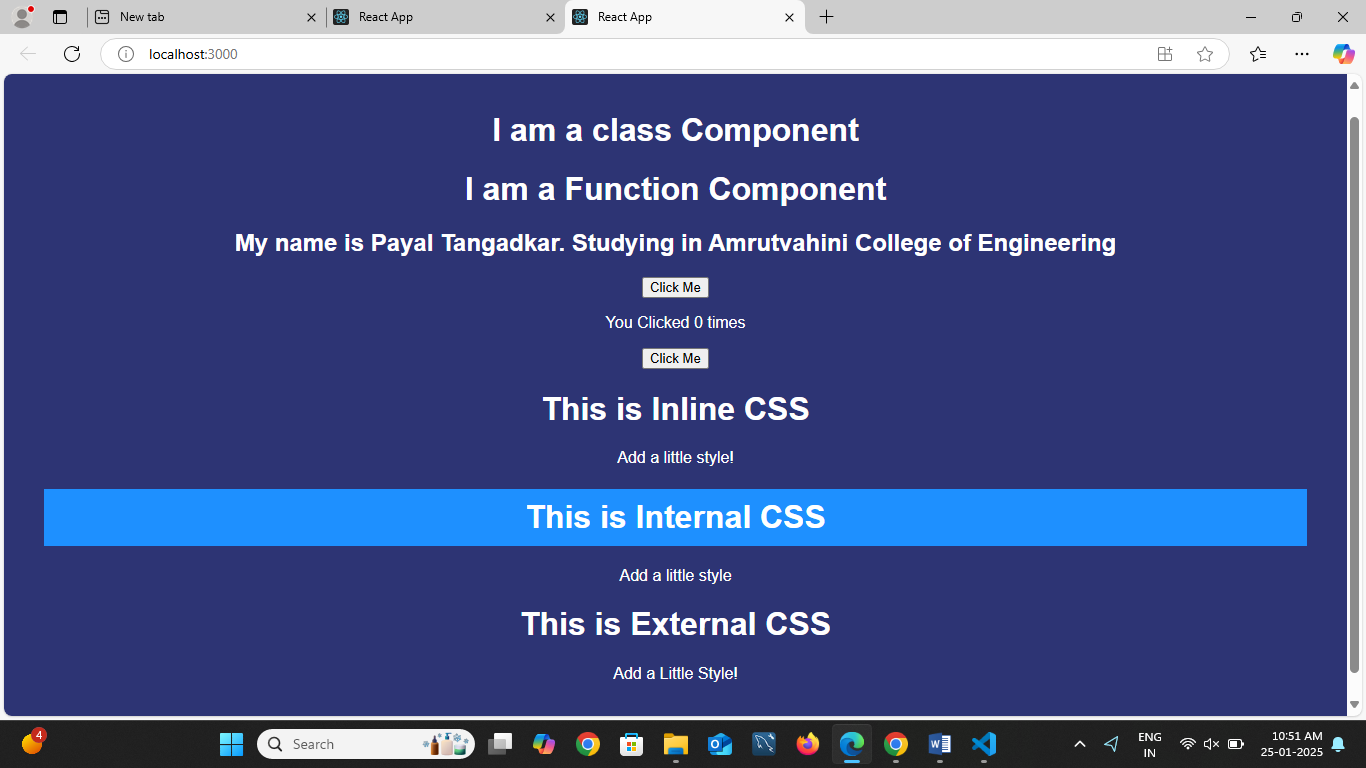 New tab
React App
React App
localhost:3000
I am a class Component
I am a Function Component
My name is Payal Tangadkar. Studying in Amrutvahini College of Engineering
Click Me
You Clicked 0 times
Click Me
This is Inline CSS
Add a little style!
This is Internal CSS
Add a little style
This is External CSS
Add a Little Style!
4
Search
ENG
IN
10:51 AM
25-01-2025